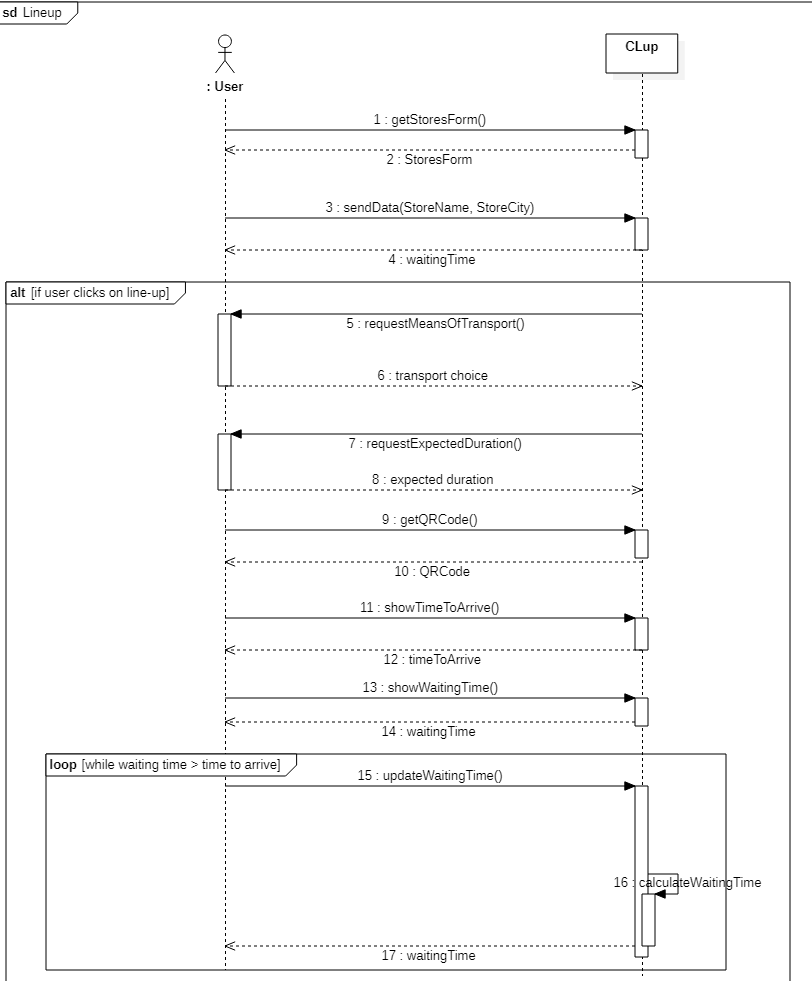 sd Lineup
CLup
: User
1 : getStoresForm()
2 : StoresForm
3 : sendData(StoreName, StoreCity)
4 : waitingTime
alt [if user clicks on line-up]
5 : requestMeansOfTransport()
6 : transport choice
7 : requestExpectedDuration()
8 : expected duration
9 : getQRCode()
10 : QRCode
11 : showTimeToArrive()
12 : timeToArrive
13 : showWaitingTime()
14 : waitingTime
loop [while waiting time > time to arrive]
15 : updateWaitingTime()
16 : calculateWaitingTime
17 : waitingTime